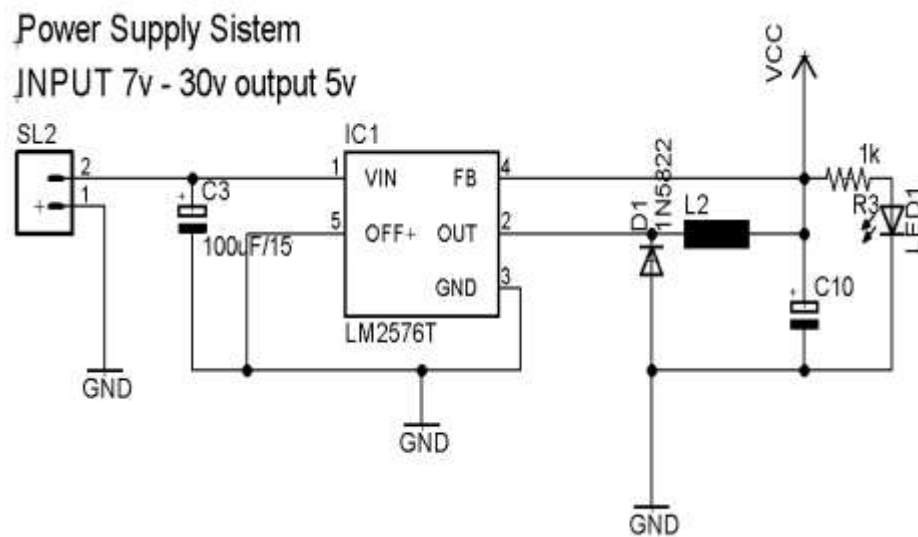 Power Supply Sistem
INPUT 7v - 30v output 5v
SL2
2
1
+
GND
C3
+
100uF/15
IC1
1
VIN
FB
4
5
OFF+
OUT
2
GND
3
LM2576T
GND
D1
1N5822
L2
GND
VCC
1k
R3
LED1
C10
+